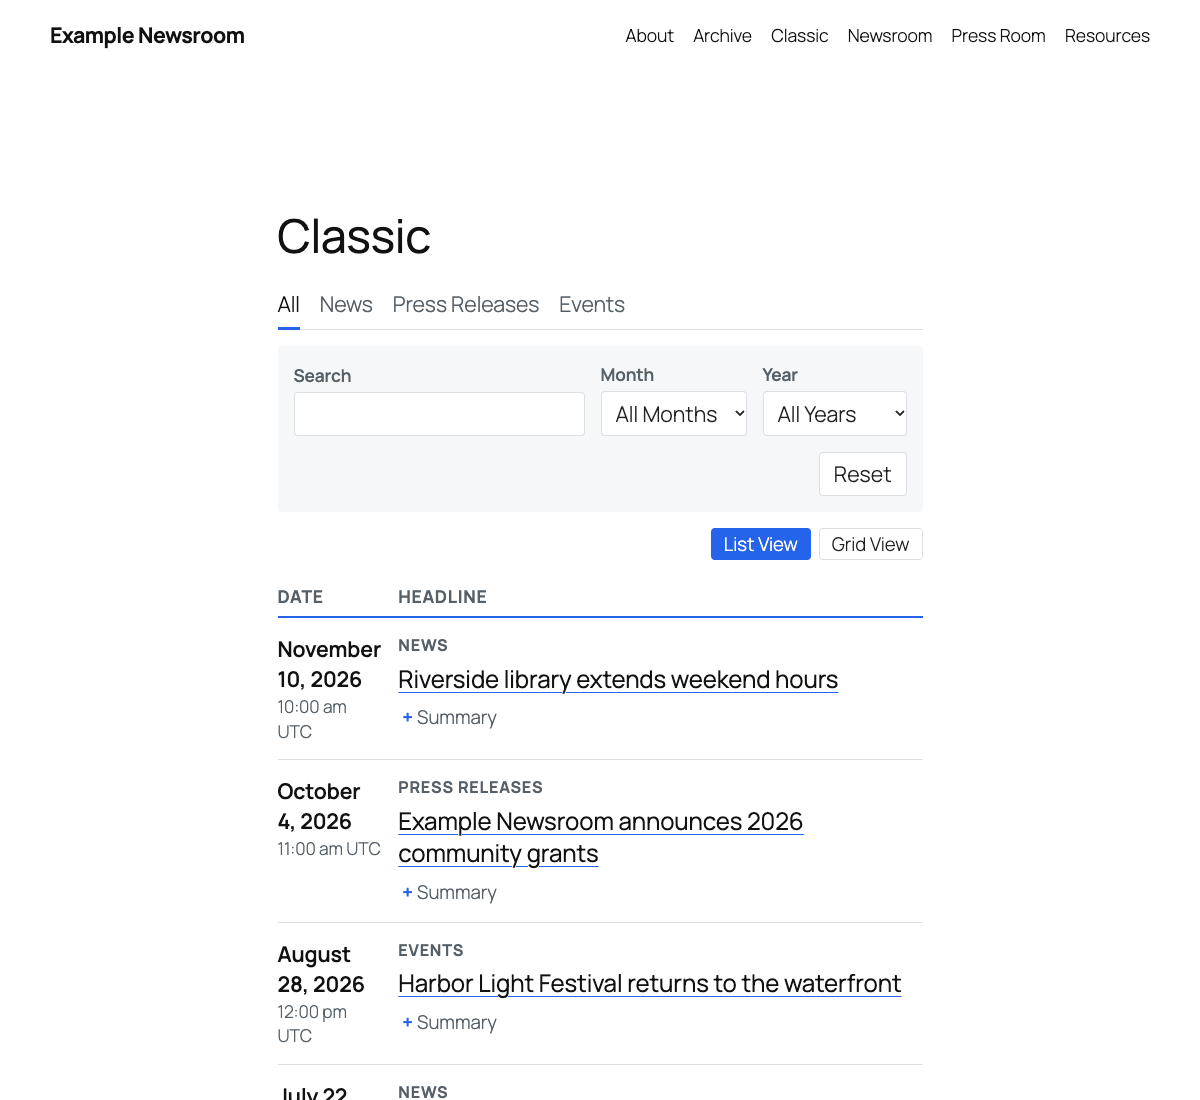 Example Newsroom
About Archive Classic Newsroom Press Room Resources
Classic
All News Press Releases Events
Search Month Year
All Months All Years
Reset
List View Grid View
DATE HEADLINE
November
10, 2026
10:00 am
UTC
NEWS
Riverside library extends weekend hours
+ Summary
October
4, 2026
11:00 am UTC
PRESS RELEASES
Example Newsroom announces 2026
community grants
+ Summary
August
28, 2026
12:00 pm
UTC
EVENTS
Harbor Light Festival returns to the waterfront
+ Summary
July 22
NEWS